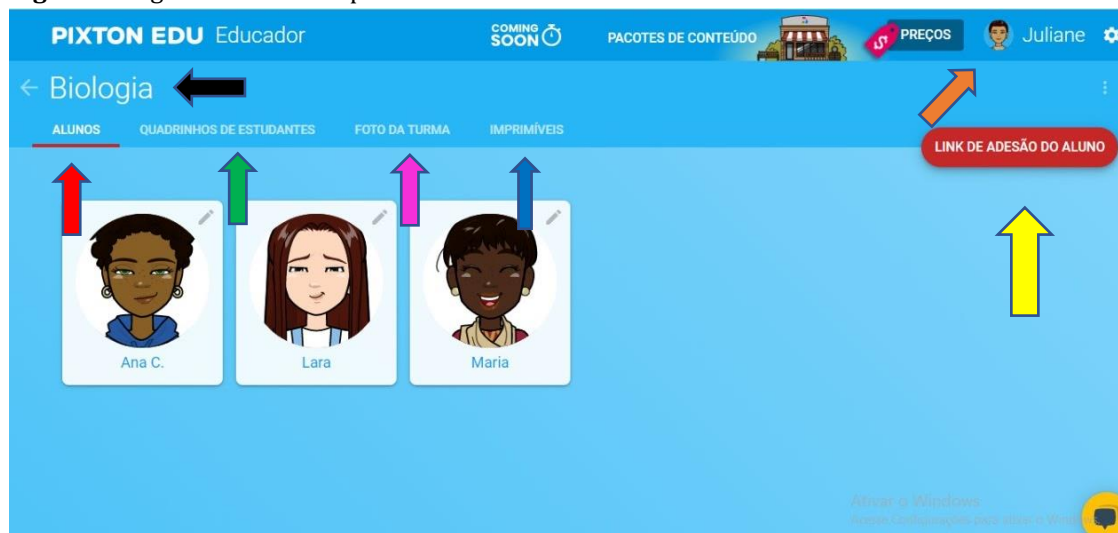 PIXTON EDU Educador
COMING SOON
PACOTES DE CONTEÚDO
PREÇOS
Juliane
Biologia
ALUNOS
QUADRINHOS DE ESTUDANTES
FOTO DA TURMA
IMPRIMÍVEIS
LINK DE ADESÃO DO ALUNO
Ana C.
Lara
Maria
Ativar o Windows